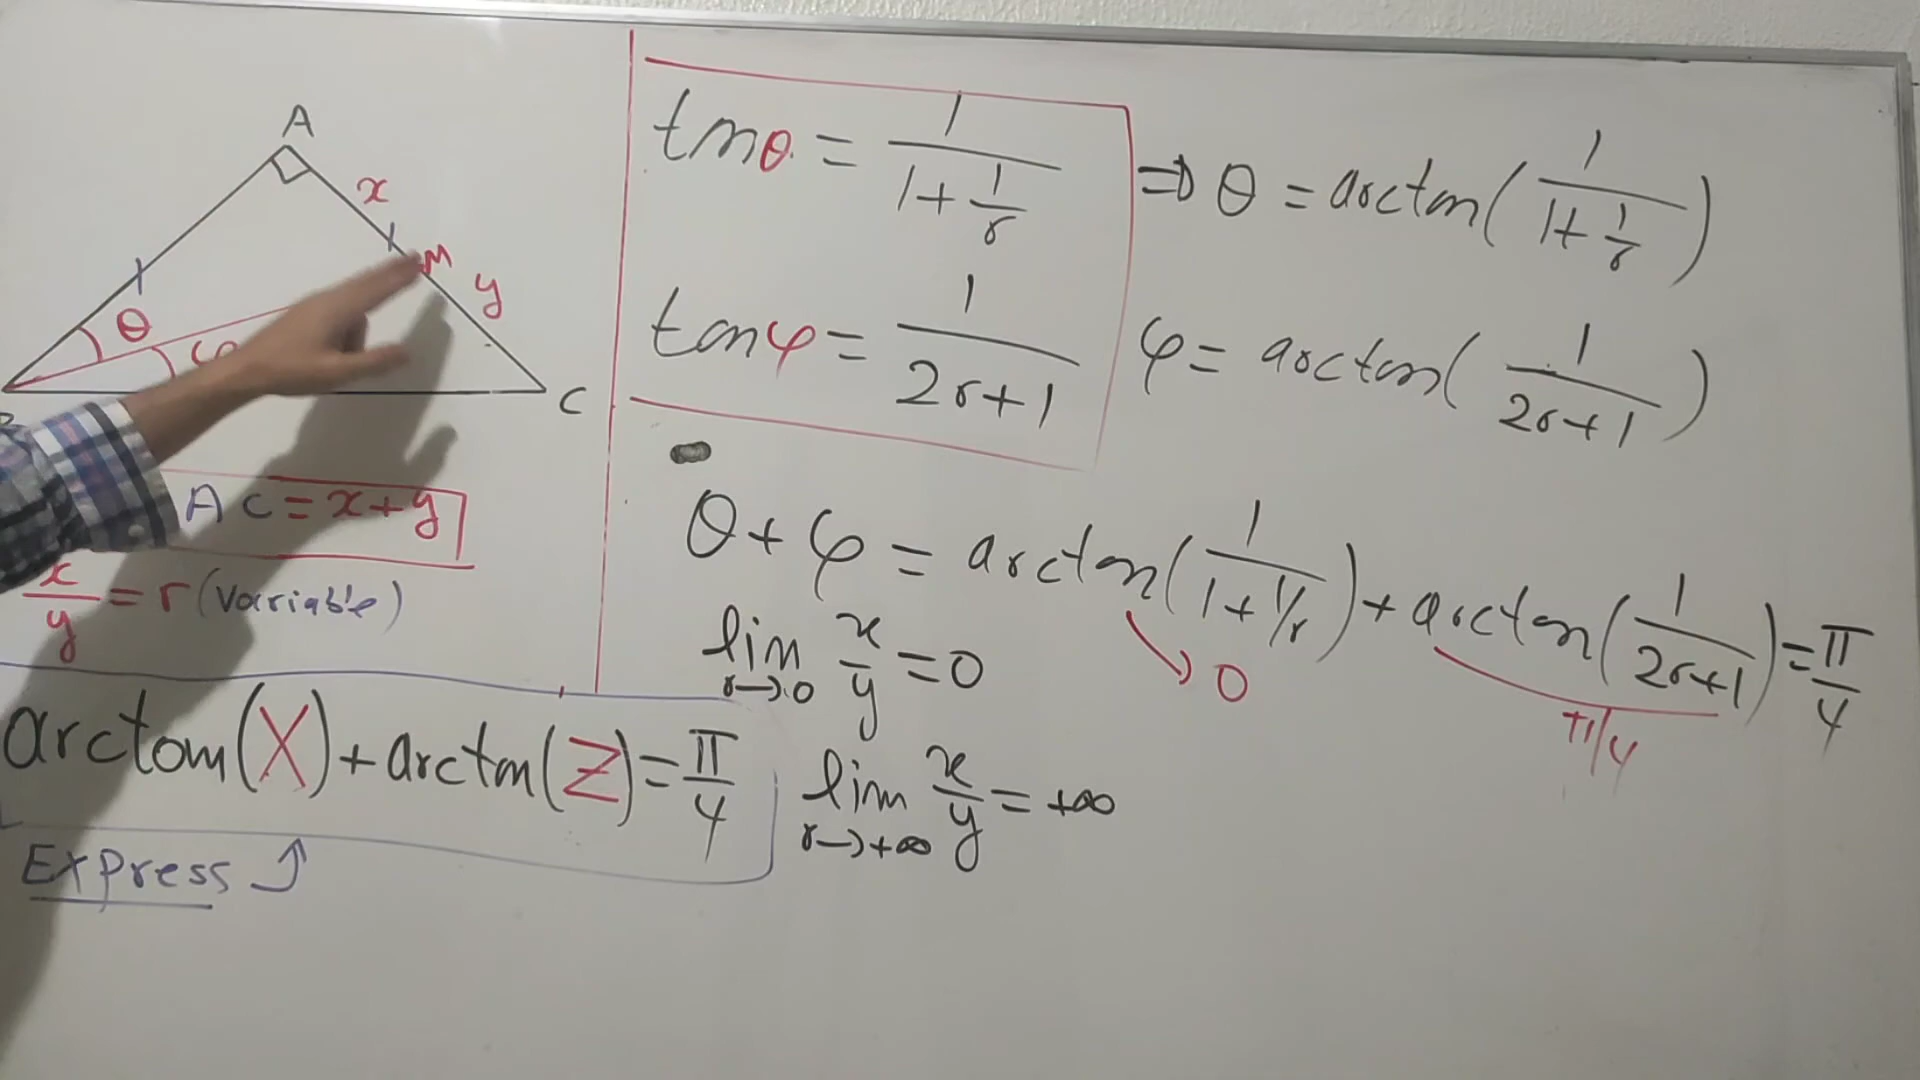 A
x
M
y
θ
φ
C
AC = x+y
x/y = r (variable)
arctan(X) + arctan(Z) = π/4
Express ↑
tanθ = 1/(1+1/r) ⇒ θ = arctan(1/(1+1/r))
tanφ = 1/(2r+1) φ = arctan(1/(2r+1))
θ+φ = arctan(1/(1+1/r)) + arctan(1/(2r+1)) = π/4
→ 0
π/4
lim r→0 x/y = 0
lim r→+∞ x/y = +∞